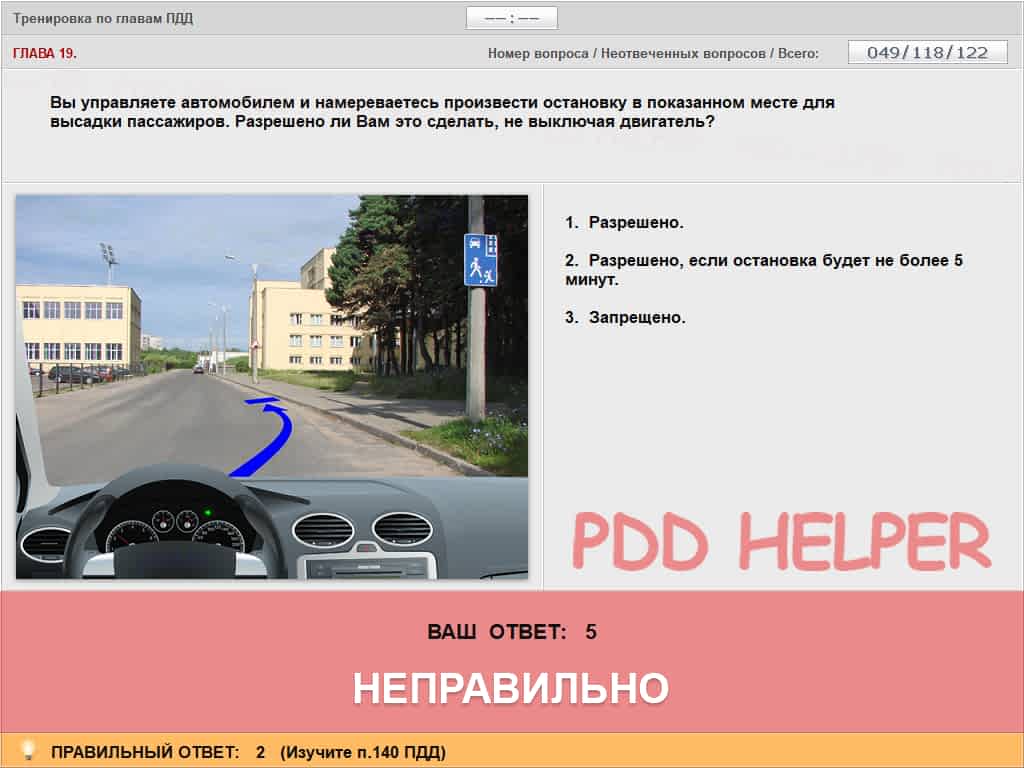 Тренировка по главам ПДД
—— : ——
ГЛАВА 19.
Номер вопроса / Неотвеченных вопросов / Всего:
049/118/122
Вы управляете автомобилем и намереваетесь произвести остановку в показанном месте для
высадки пассажиров. Разрешено ли Вам это сделать, не выключая двигатель?
1. Разрешено.
2. Разрешено, если остановка будет не более 5
минут.
3. Запрещено.
PDD HELPER
ВАШ ОТВЕТ: 5
НЕПРАВИЛЬНО
ПРАВИЛЬНЫЙ ОТВЕТ: 2 (Изучите п.140 ПДД)